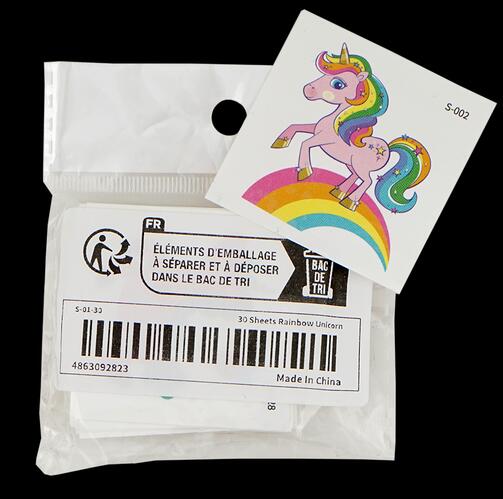 S-002
FR
ÉLÉMENTS D'EMBALLAGE
À SÉPARER ET À DÉPOSER
DANS LE BAC DE TRI
BAC
DE
TRI
S-01-30
30 Sheets Rainbow Unicorn
4863092823
Made In China